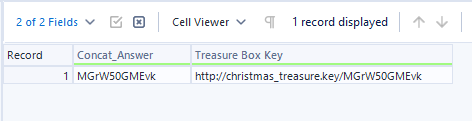 2 of 2 Fields Cell Viewer 1 record displayed
Record Concat_Answer Treasure Box Key
1 MGrW50GMEvk http://christmas_treasure.key/MGrW50GMEvk